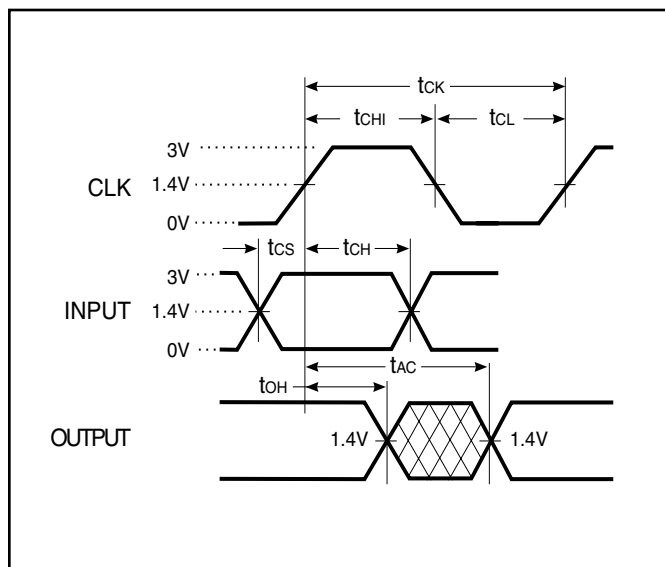 tCK
tCHI tCL
3V
CLK 1.4V
0V
tCS tCH
3V
INPUT 1.4V
0V
tAC
tOH
OUTPUT 1.4V 1.4V